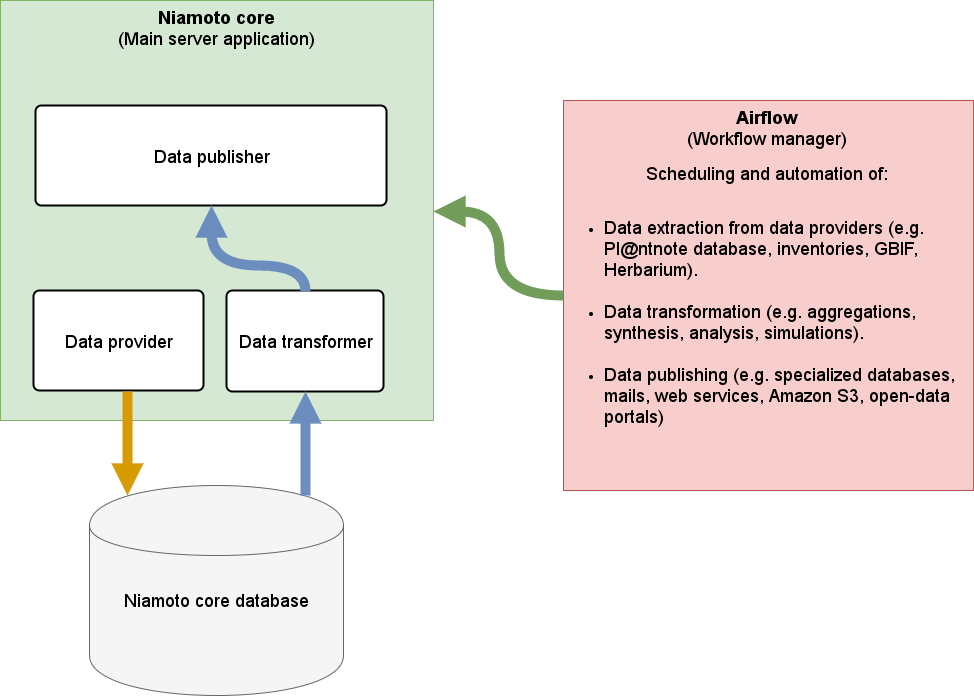 Niamoto core
(Main server application)
Data publisher
Data provider
Data transformer
Niamoto core database
Airflow
(Workflow manager)
Scheduling and automation of:
• Data extraction from data providers (e.g.
Pl@ntnote database, inventories, GBIF,
Herbarium).
• Data transformation (e.g. aggregations,
synthesis, analysis, simulations).
• Data publishing (e.g. specialized databases,
mails, web services, Amazon S3, open-data
portals)